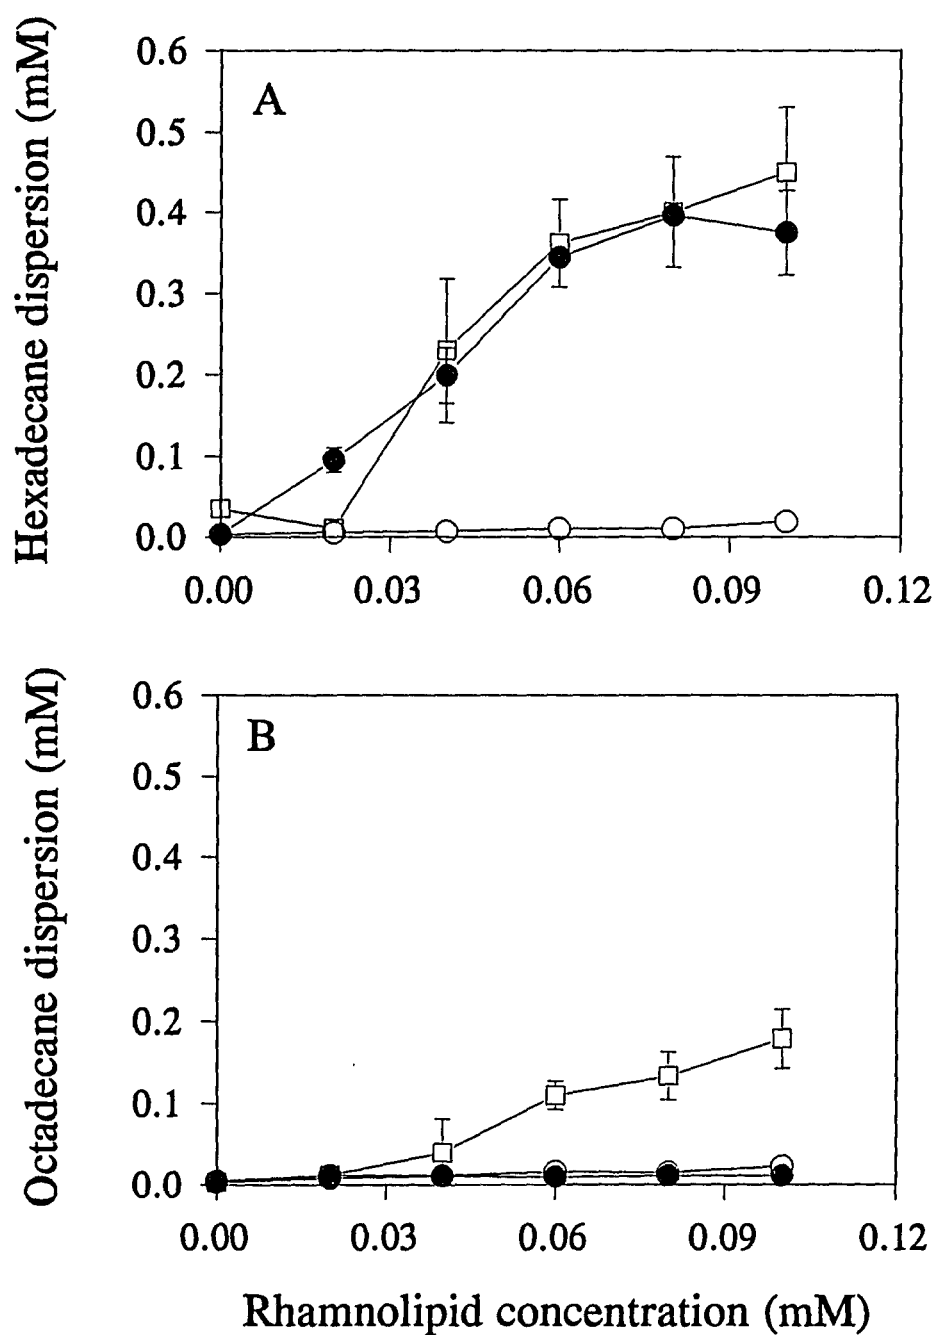 Hexadecane dispersion (mM)
A
0.6
0.5
0.4
0.3
0.2
0.1
0.0
0.00 0.03 0.06 0.09 0.12
Octadecane dispersion (mM)
B
0.6
0.5
0.4
0.3
0.2
0.1
0.0
0.00 0.03 0.06 0.09 0.12
Rhamnolipid concentration (mM)